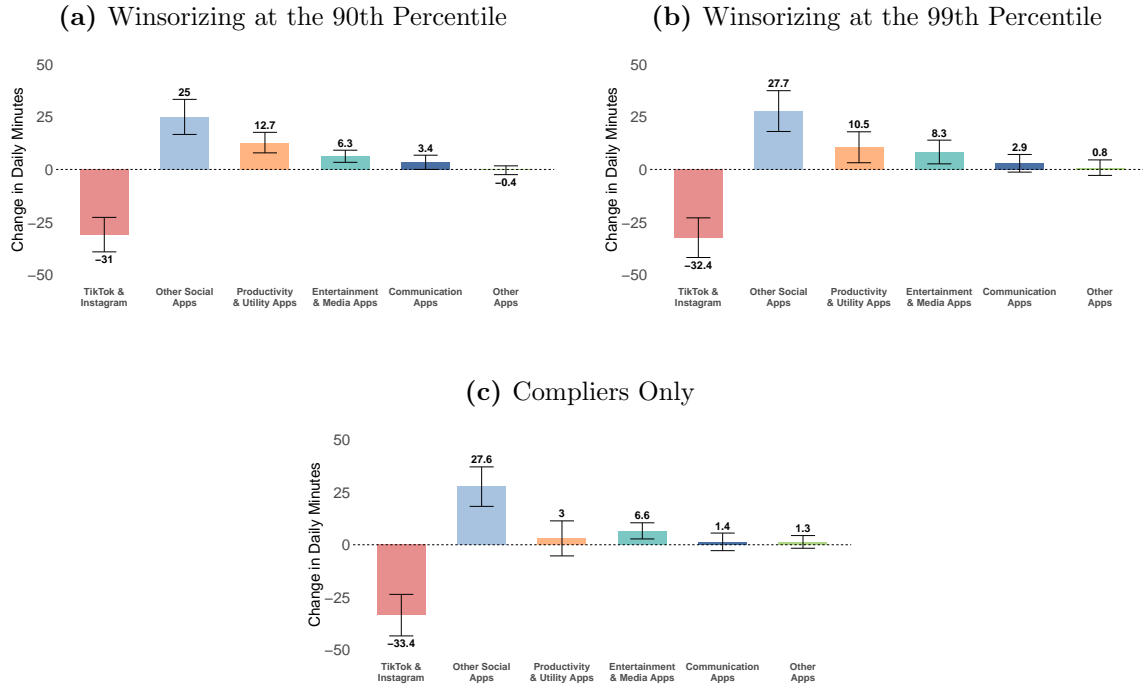 (a) Winsorizing at the 90th Percentile
50
25
0
−25
−50
Change in Daily Minutes
−31
25
12.7
6.3
3.4
−0.4
TikTok &
Instagram
Other Social
Apps
Productivity
& Utility Apps
Entertainment
& Media Apps
Communication
Apps
Other
Apps
(b) Winsorizing at the 99th Percentile
50
25
0
−25
−50
Change in Daily Minutes
−32.4
27.7
10.5
8.3
2.9
0.8
TikTok &
Instagram
Other Social
Apps
Productivity
& Utility Apps
Entertainment
& Media Apps
Communication
Apps
Other
Apps
(c) Compliers Only
50
25
0
−25
−50
Change in Daily Minutes
−33.4
27.6
3
6.6
1.4
1.3
TikTok &
Instagram
Other Social
Apps
Productivity
& Utility Apps
Entertainment
& Media Apps
Communication
Apps
Other
Apps